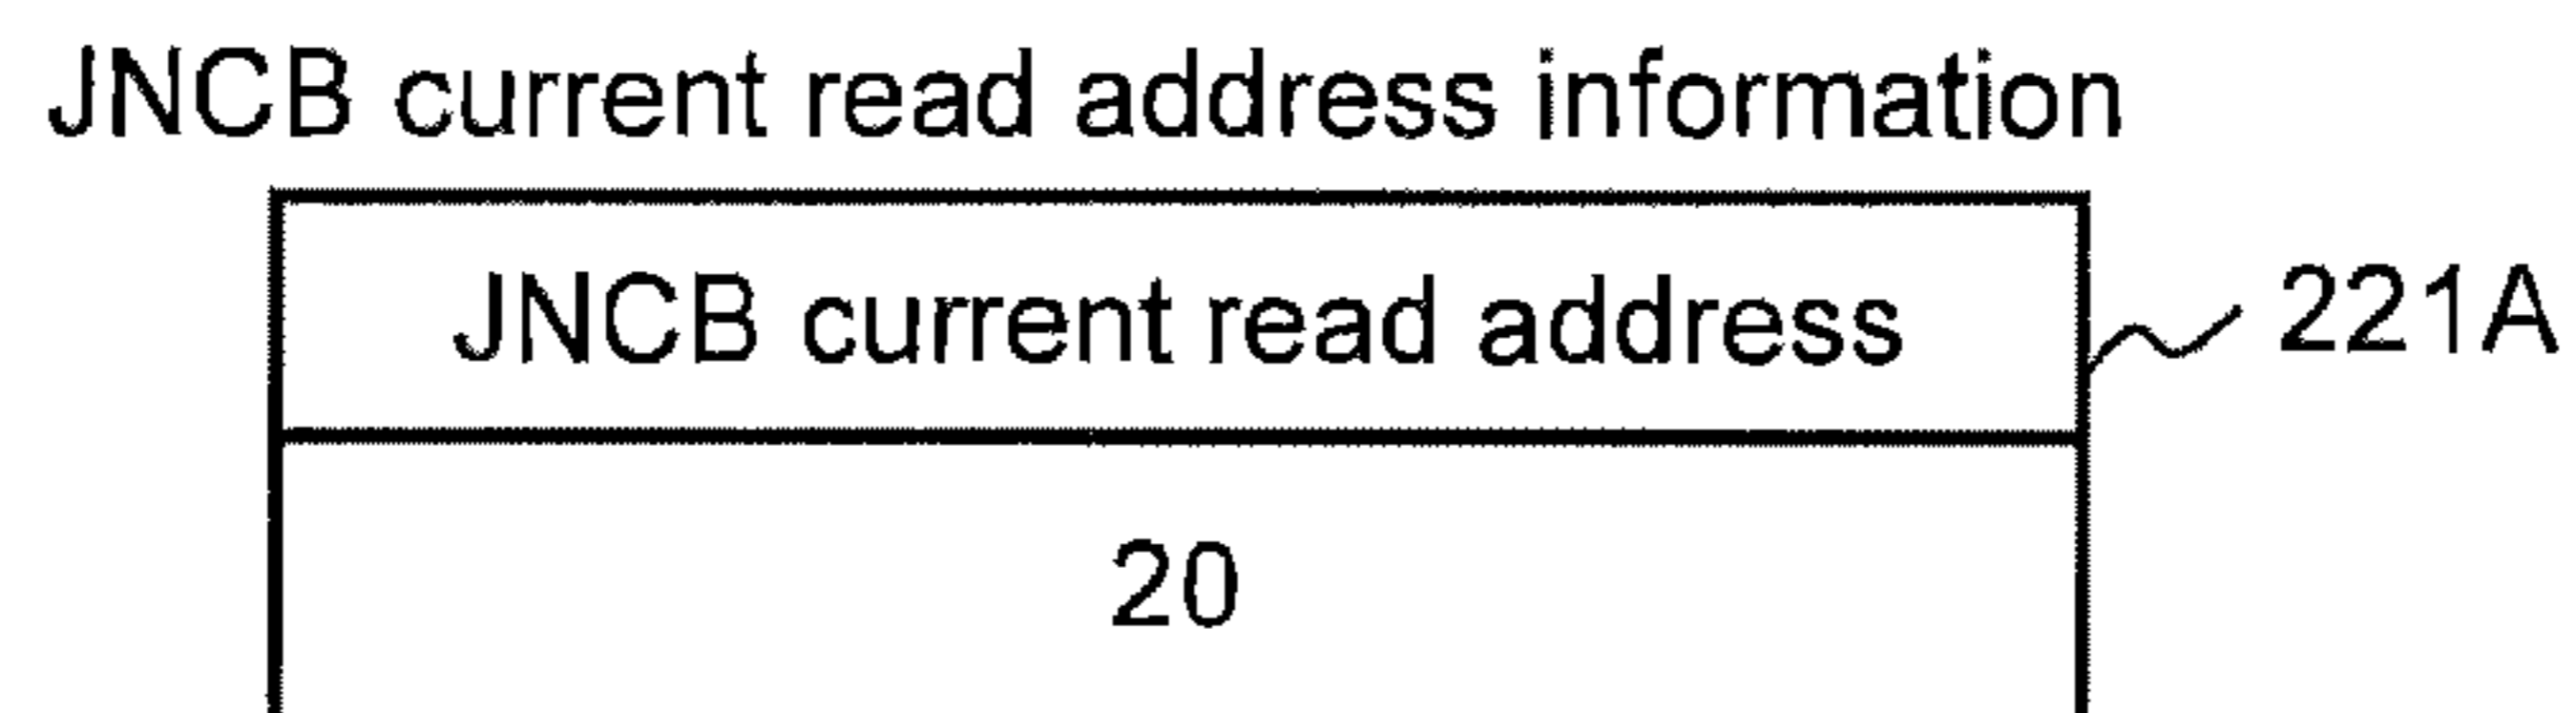 JNCB current read address information
JNCB current read address
221A
20